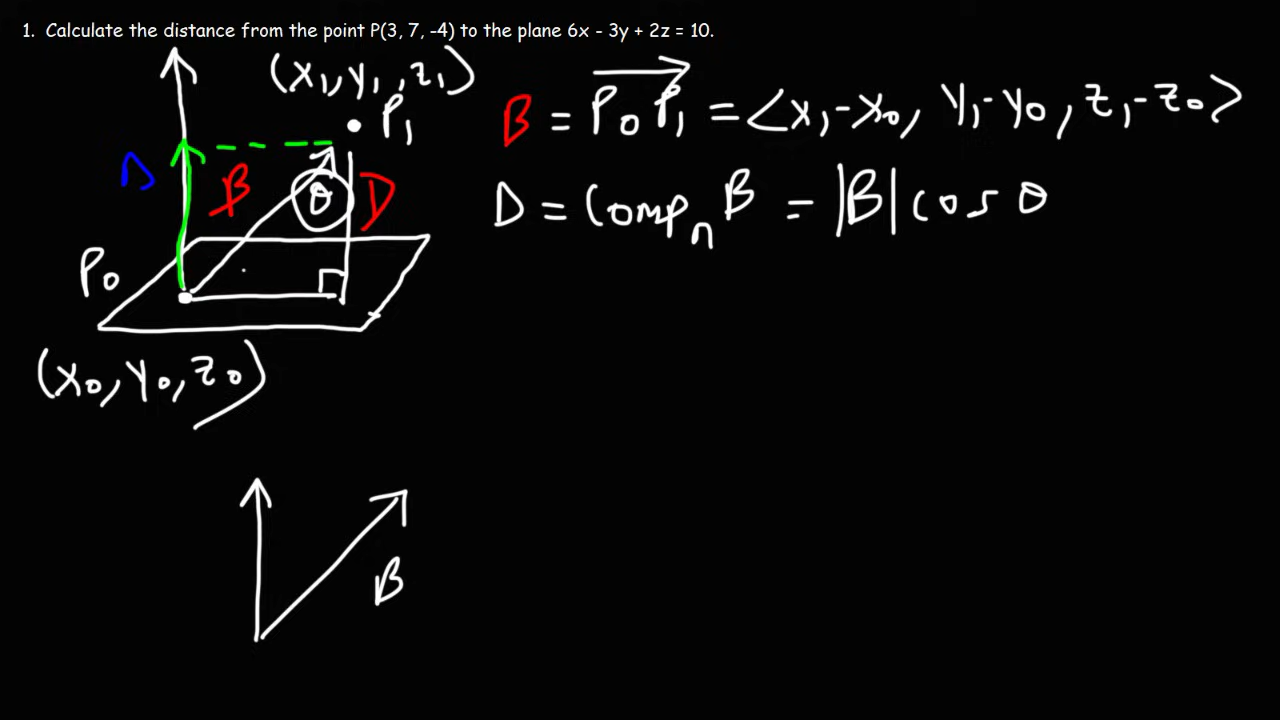 1. Calculate the distance from the point P(3, 7, -4) to the plane 6x - 3y + 2z = 10.
(x₁, y₁, z₁)
P₁
B = P₀P₁ = <x₁-x₀, y₁-y₀, z₁-z₀>
n
B
θ
D
D = Compₙ B = |B| cos θ
P₀
(x₀, y₀, z₀)
B